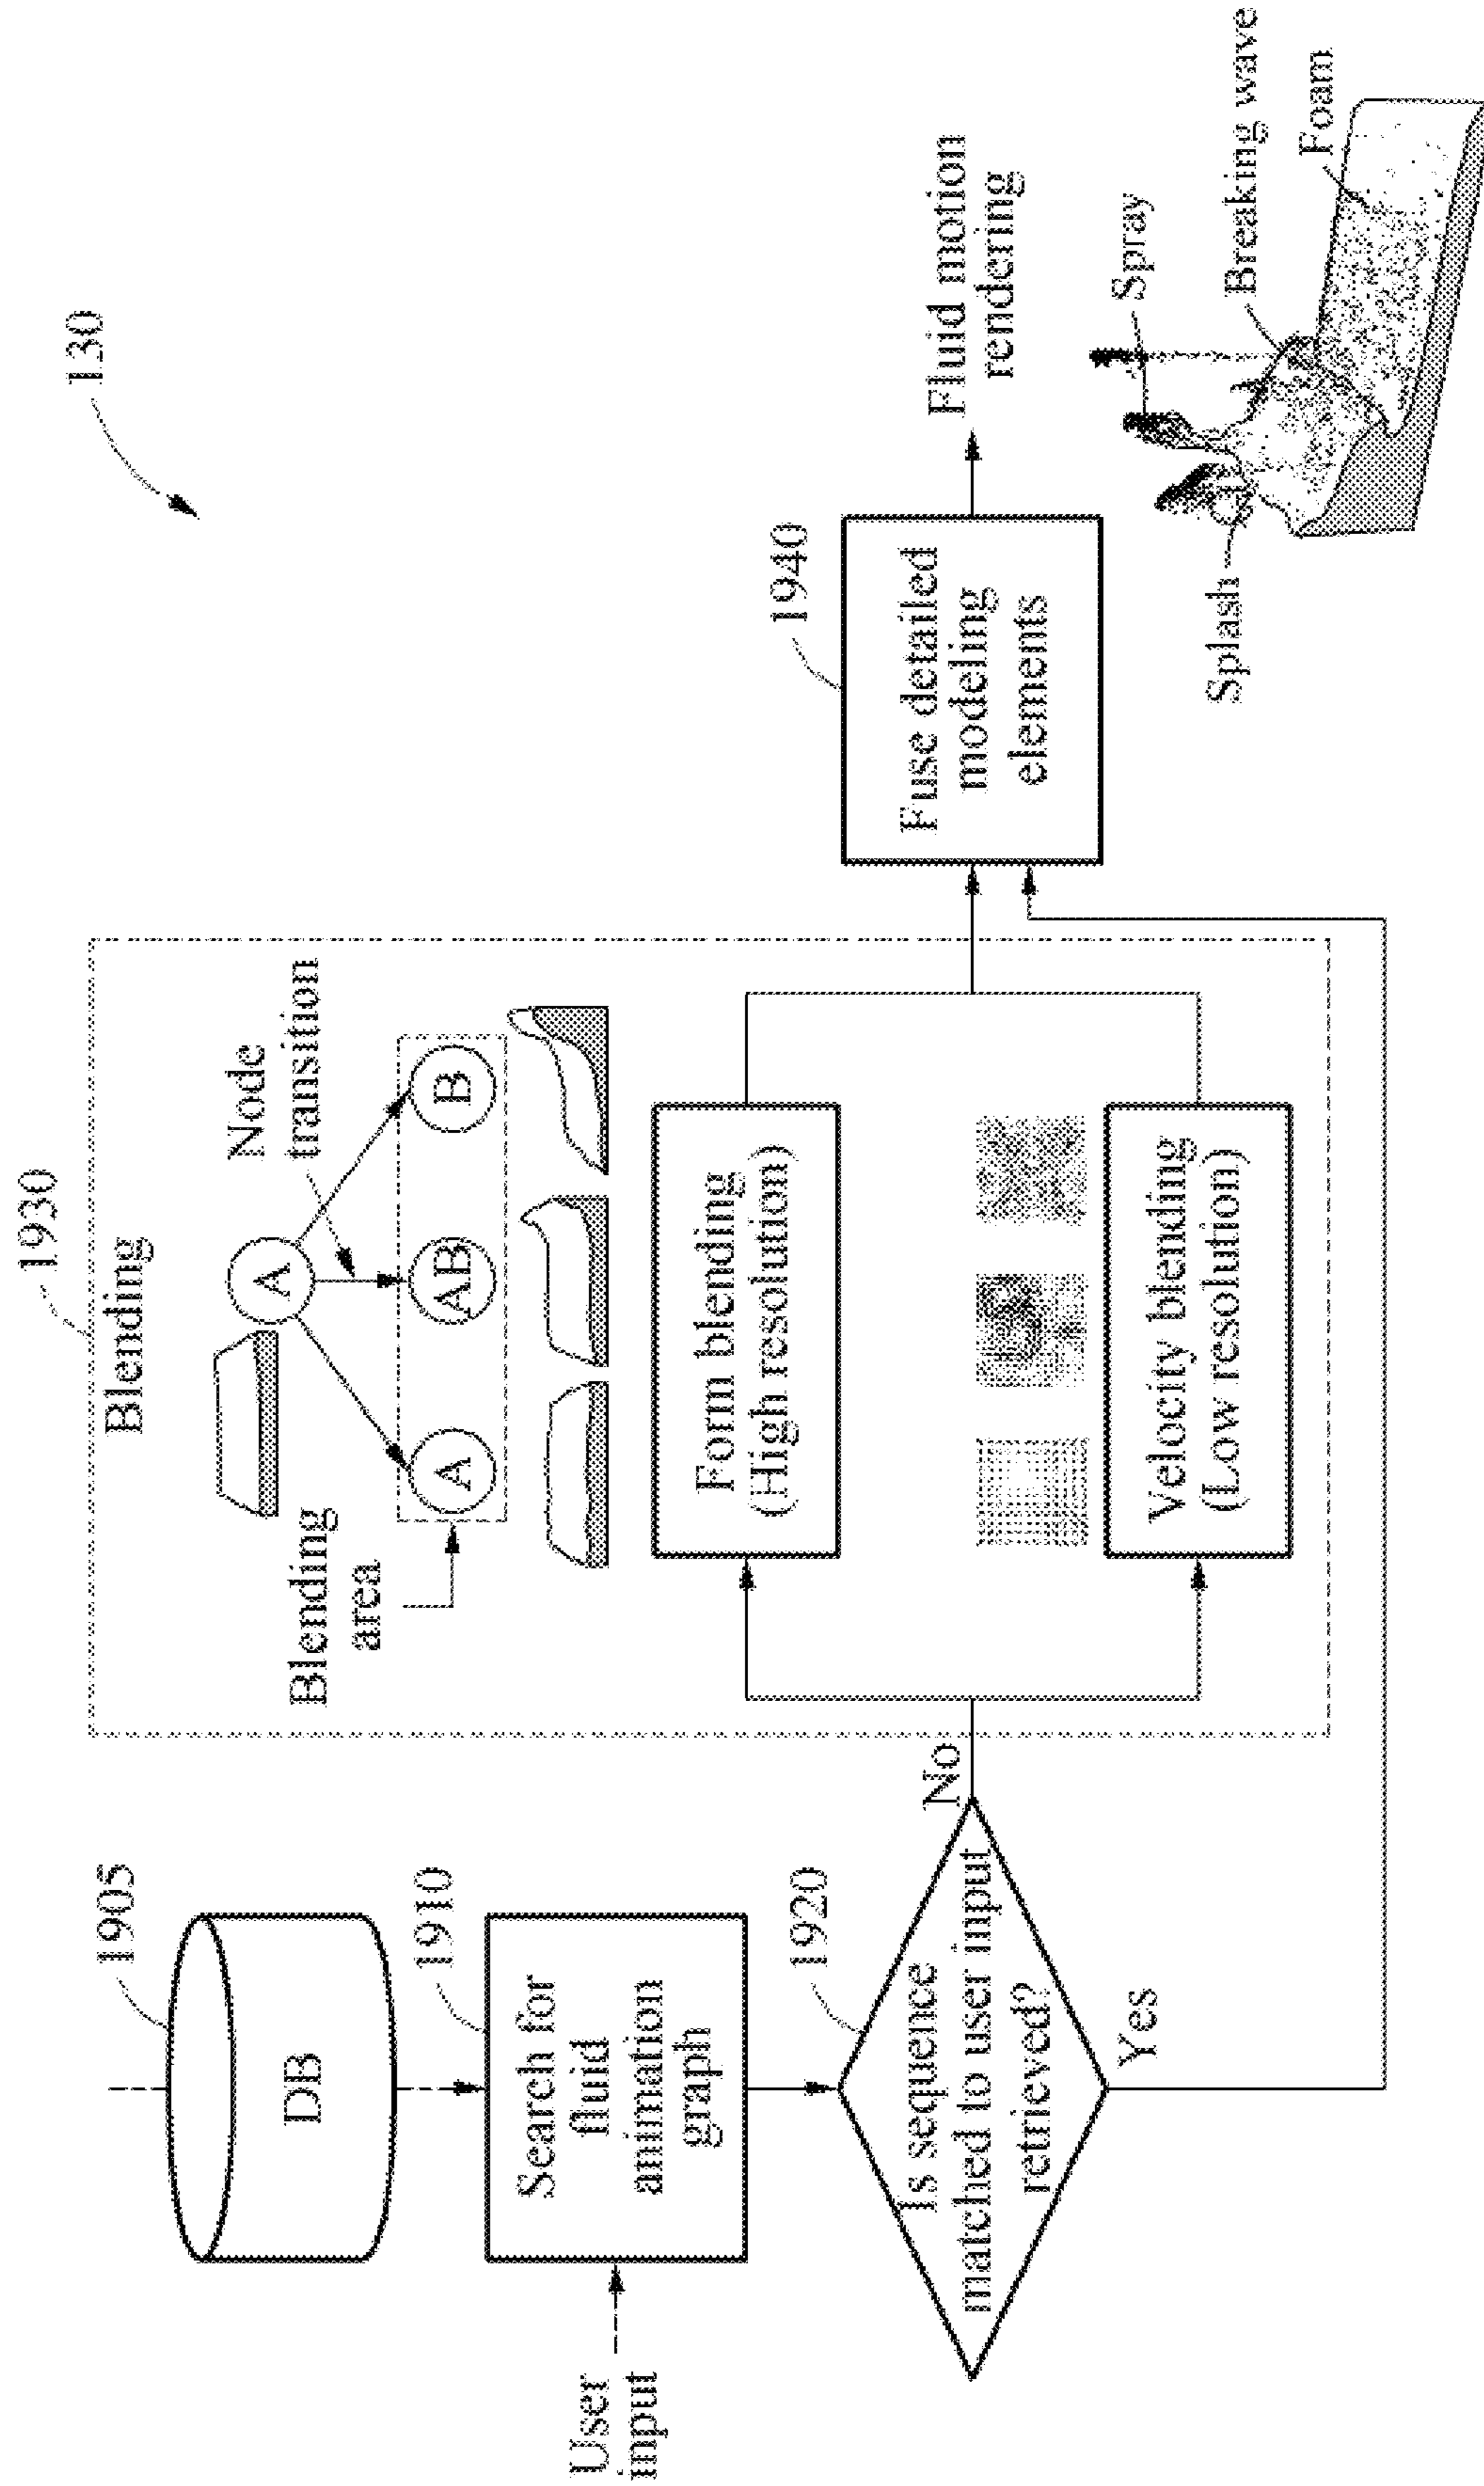 130
1905
DB
1910
Search for
fluid
animation
graph
User
input
1920
Is sequence
matched to user input
retrieved?
No
Yes
1930
Blending
A
Node
transition
Blending
area
A
AB
B
Form blending
(High resolution)
Velocity blending
(Low resolution)
1940
Fuse detailed
modeling
elements
Fluid motion
rendering
Splash
Spray
Breaking wave
Foam